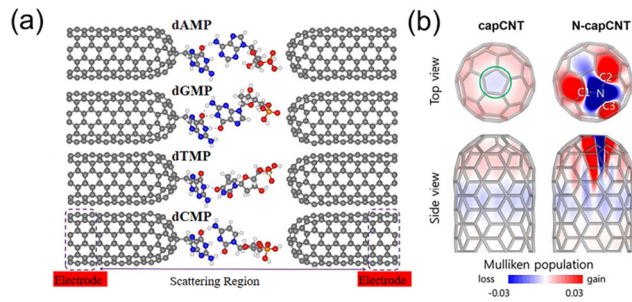 (a)
dAMP
dGMP
dTMP
dCMP
Electrode
Scattering Region
Electrode
(b)
capCNT
N-capCNT
Top view
C1
C2
N
C3
Side view
Mulliken population
loss
gain
-0.03
0.03